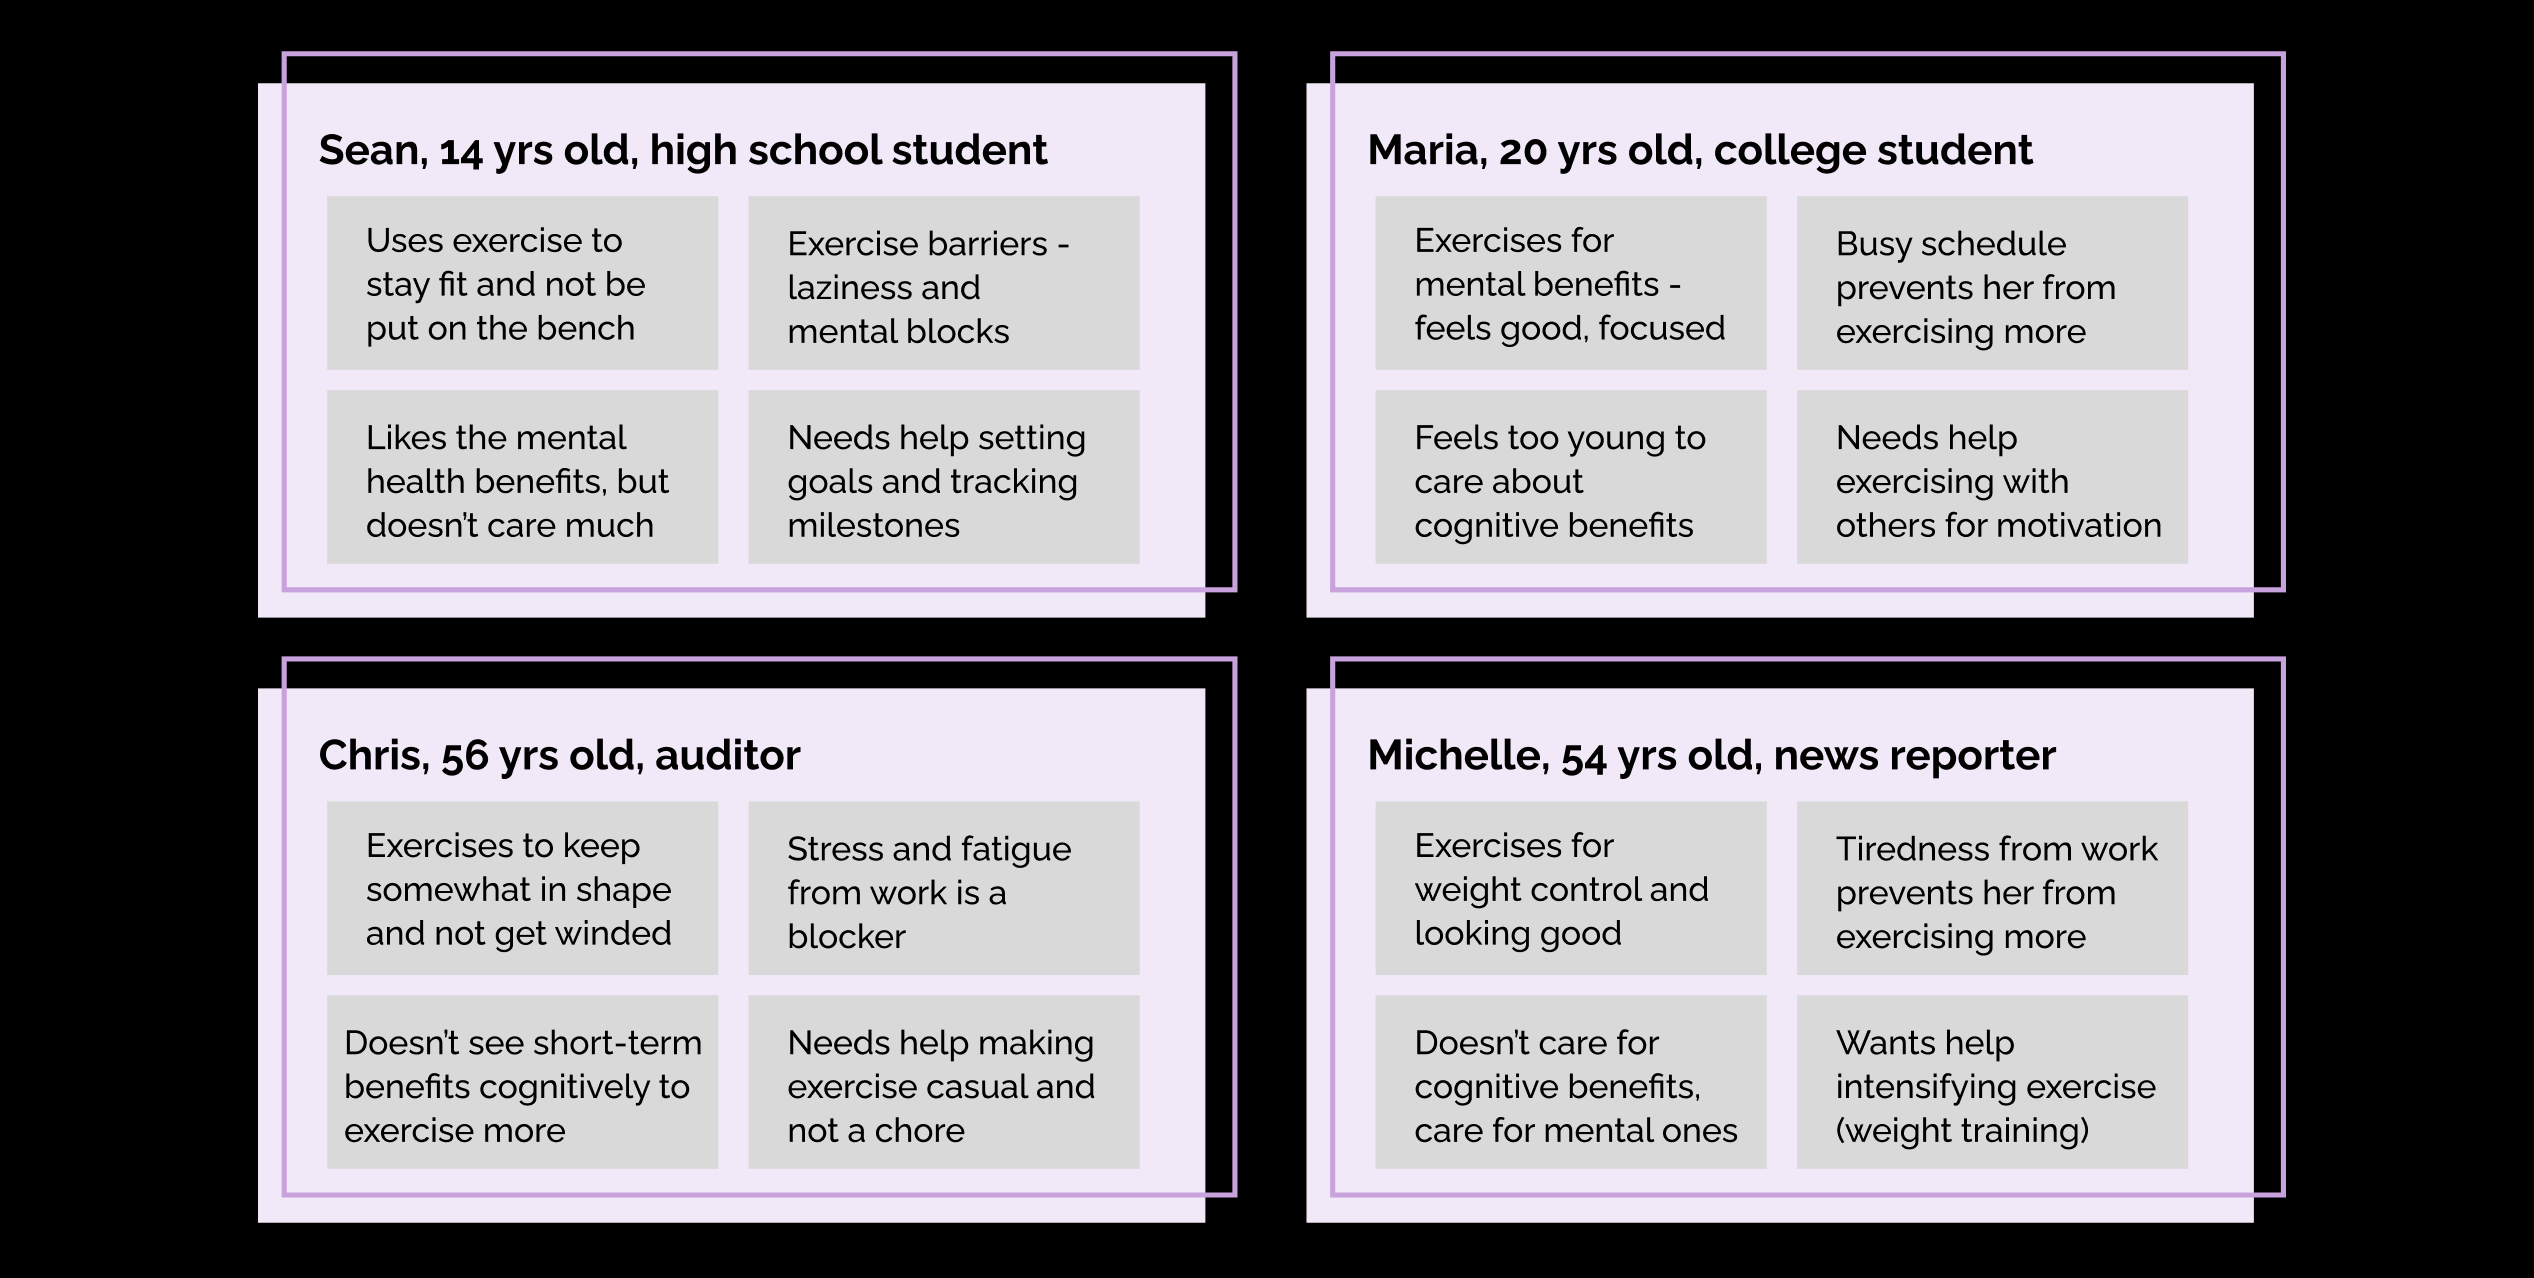 Sean, 14 yrs old, high school student
Uses exercise to
stay fit and not be
put on the bench
Exercise barriers -
laziness and
mental blocks
Likes the mental
health benefits, but
doesn't care much
Needs help setting
goals and tracking
milestones
Maria, 20 yrs old, college student
Exercises for
mental benefits -
feels good, focused
Busy schedule
prevents her from
exercising more
Feels too young to
care about
cognitive benefits
Needs help
exercising with
others for motivation
Chris, 56 yrs old, auditor
Exercises to keep
somewhat in shape
and not get winded
Stress and fatigue
from work is a
blocker
Doesn't see short-term
benefits cognitively to
exercise more
Needs help making
exercise casual and
not a chore
Michelle, 54 yrs old, news reporter
Exercises for
weight control and
looking good
Tiredness from work
prevents her from
exercising more
Doesn't care for
cognitive benefits,
care for mental ones
Wants help
intensifying exercise
(weight training)